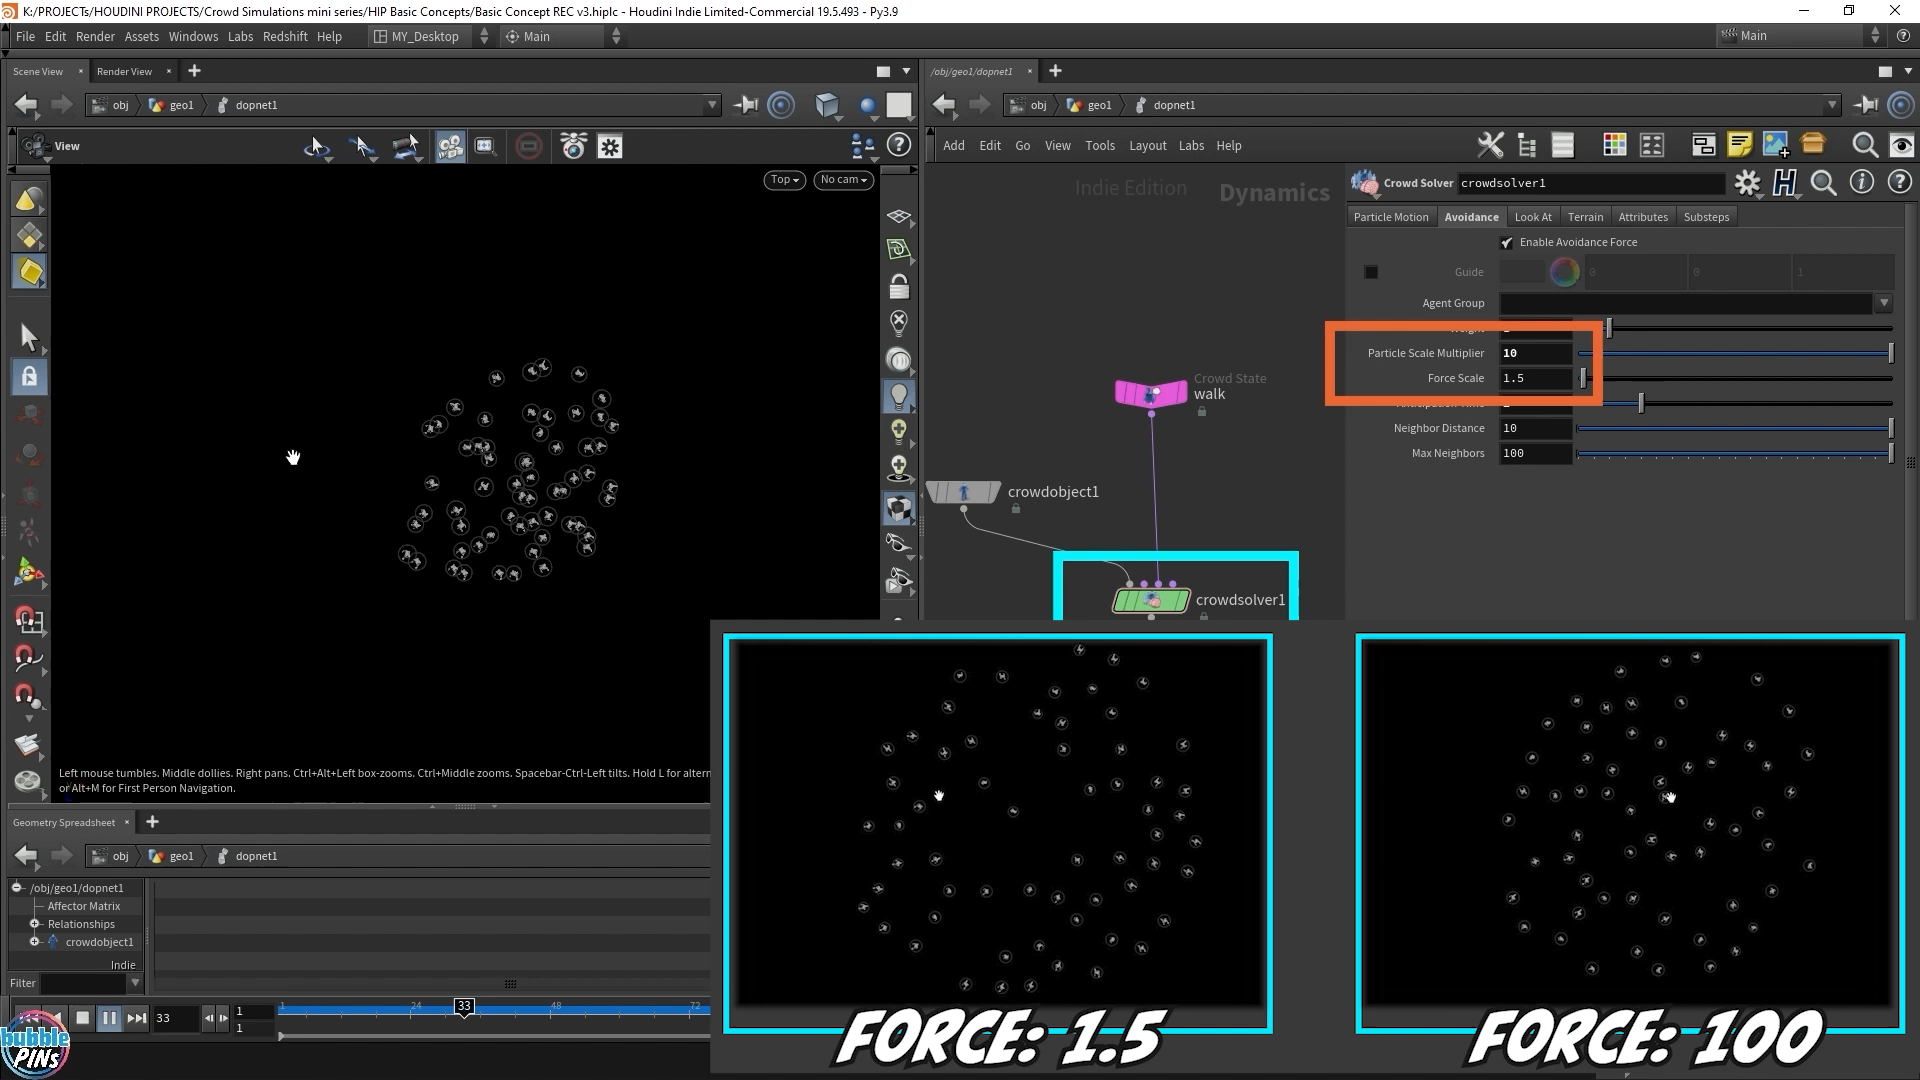 K:/PROJECTs/HOUDINI PROJECTS/Crowd Simulations mini series/HIP Basic Concepts/Basic Concept REC v3.hiplc - Houdini Indie Limited-Commercial 19.5.493 - Py3.9
File Edit Render Assets Windows Labs Redshift Help MY_Desktop Main Main
Scene View Render View
obj geo1 dopnet1
View
Top No cam
Left mouse tumbles. Middle dollies. Right pans. Ctrl+Alt+Left box-zooms. Ctrl+Middle zooms. Spacebar-Ctrl-Left tilts. Hold L for altern
or Alt+M for First Person Navigation.
/obj/geo1/dopnet1
obj geo1 dopnet1
Add Edit Go View Tools Layout Labs Help
Indie Edition Dynamics
Crowd State
walk
crowdobject1
crowdsolver1
Crowd Solver crowdsolver1
Particle Motion Avoidance Look At Terrain Attributes Substeps
Enable Avoidance Force
Guide 0 0 1
Agent Group
Particle Scale Multiplier 10
Force Scale 1.5
Neighbor Distance 10
Max Neighbors 100
Geometry Spreadsheet
obj geo1 dopnet1
/obj/geo1/dopnet1
Affector Matrix
Relationships
crowdobject1
Indie
Filter
33 1
1
1 24 33 48 72
bubble
PINs
FORCE: 1.5
FORCE: 100